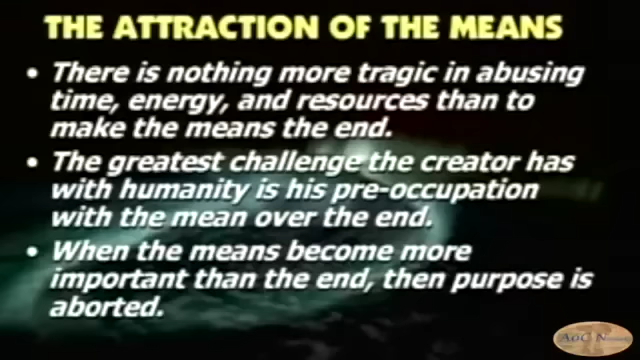 THE ATTRACTION OF THE MEANS
• There is nothing more tragic in abusing
time, energy, and resources than to
make the means the end.
• The greatest challenge the creator has
with humanity is his pre-occupation
with the mean over the end.
• When the means become more
important than the end, then purpose is
aborted.
AoC N